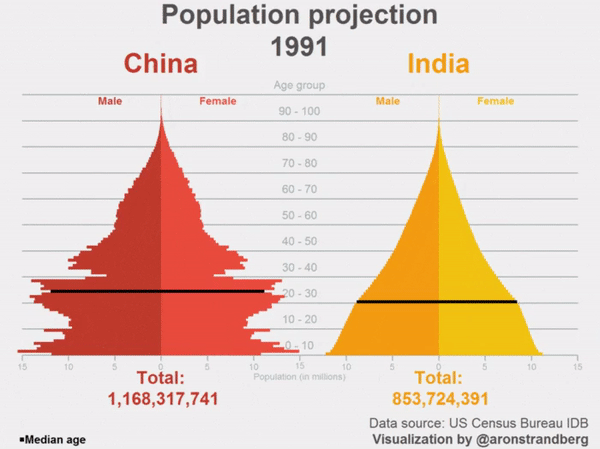 Population projection
1991
China
India
Age group
Male
Female
Male
Female
90 - 100
80 - 90
70 - 80
60 - 70
50 - 60
40 - 50
30 - 40
20 - 30
10 - 20
0 - 10
15 10 5 0 5 10 15 10 5 0 5 10 15
Population (in millions)
Total:
1,168,317,741
Total:
853,724,391
Data source: US Census Bureau IDB
Median age
Visualization by @aronstrandberg